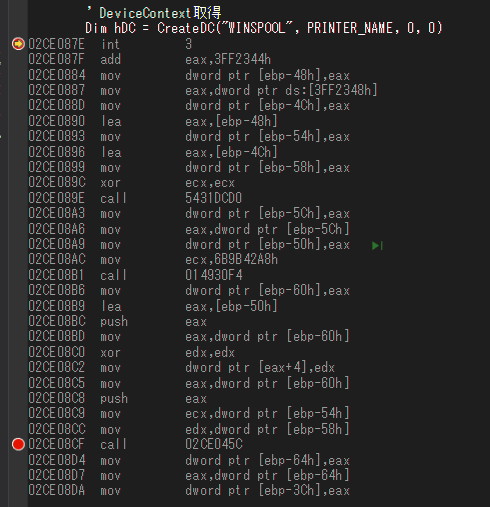 ' DeviceContext取得
Dim hDC = CreateDC("WINSPOOL", PRINTER_NAME, 0, 0)
02CE087E int 3
02CE087F add eax,3FF2344h
02CE0884 mov dword ptr [ebp-48h],eax
02CE0887 mov eax,dword ptr ds:[3FF2348h]
02CE088D mov dword ptr [ebp-4Ch],eax
02CE0890 lea eax,[ebp-48h]
02CE0893 mov dword ptr [ebp-54h],eax
02CE0896 lea eax,[ebp-4Ch]
02CE0899 mov dword ptr [ebp-58h],eax
02CE089C xor ecx,ecx
02CE089E call 5431DCD0
02CE08A3 mov dword ptr [ebp-5Ch],eax
02CE08A6 mov eax,dword ptr [ebp-5Ch]
02CE08A9 mov dword ptr [ebp-50h],eax
02CE08AC mov ecx,6B9B42A8h
02CE08B1 call 014930F4
02CE08B6 mov dword ptr [ebp-60h],eax
02CE08B9 lea eax,[ebp-50h]
02CE08BC push eax
02CE08BD mov eax,dword ptr [ebp-60h]
02CE08C0 xor edx,edx
02CE08C2 mov dword ptr [eax+4],edx
02CE08C5 mov eax,dword ptr [ebp-60h]
02CE08C8 push eax
02CE08C9 mov ecx,dword ptr [ebp-54h]
02CE08CC mov edx,dword ptr [ebp-58h]
02CE08CF call 02CE045C
02CE08D4 mov dword ptr [ebp-64h],eax
02CE08D7 mov eax,dword ptr [ebp-64h]
02CE08DA mov dword ptr [ebp-3Ch],eax